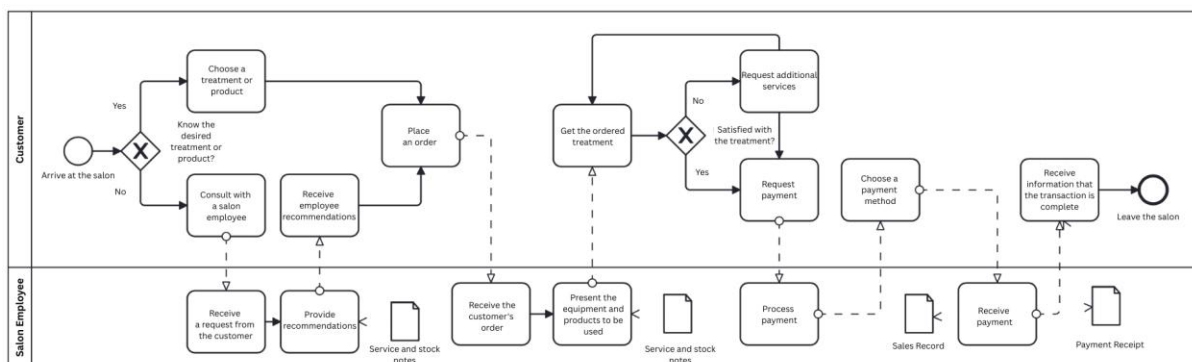 Customer
Choose a
treatment or
product
Yes
Know the
desired
treatment or
product?
Arrive at the salon
No
Consult with
a salon
employee
Receive
employee
recommendations
Place
an order
Get the ordered
treatment
No
Request additional
services
Satisfied with
the treatment?
Yes
Request
payment
Choose a
payment
method
Receive
information that
the transaction is
complete
Leave the salon
Salon Employee
Receive
a request from
the customer
Provide
recommendations
Service and stock
notes
Receive the
customer's
order
Present the
equipment and
products to be
used
Service and stock
notes
Process
payment
Sales Record
Receive
payment
Payment Receipt